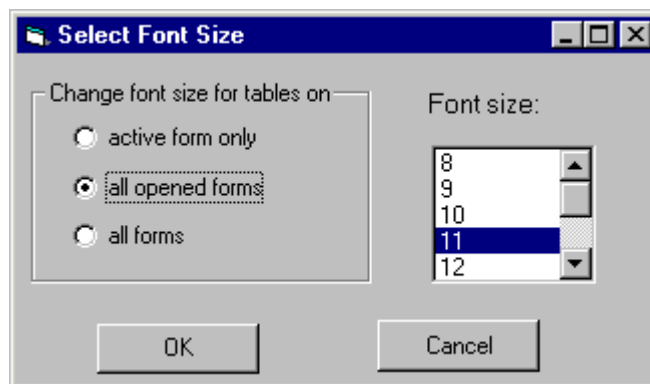 Select Font Size
Change font size for tables on
active form only
all opened forms
all forms
Font size:
8
9
10
11
12
OK
Cancel